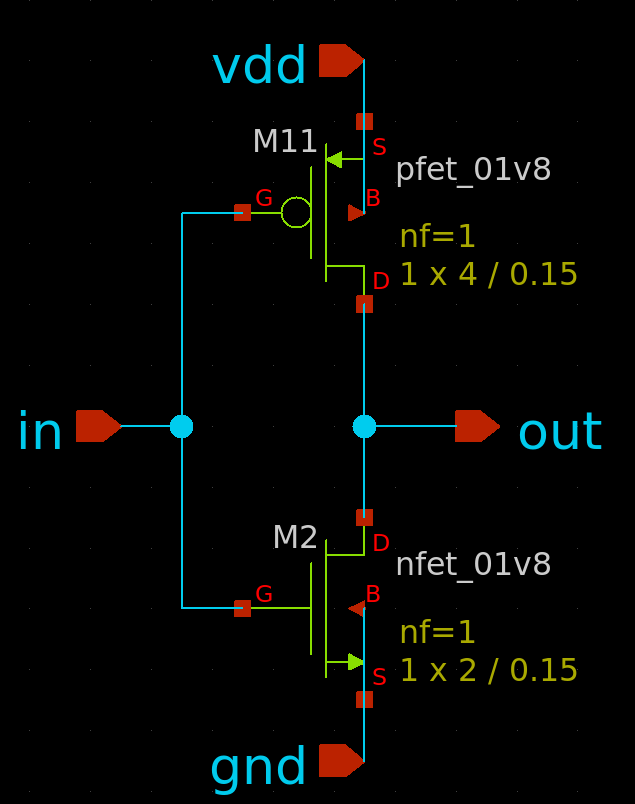 vdd
M11
S
pfet_01v8
G
B
nf=1
1 x 4 / 0.15
D
in
out
M2
D
nfet_01v8
G
B
nf=1
1 x 2 / 0.15
S
gnd